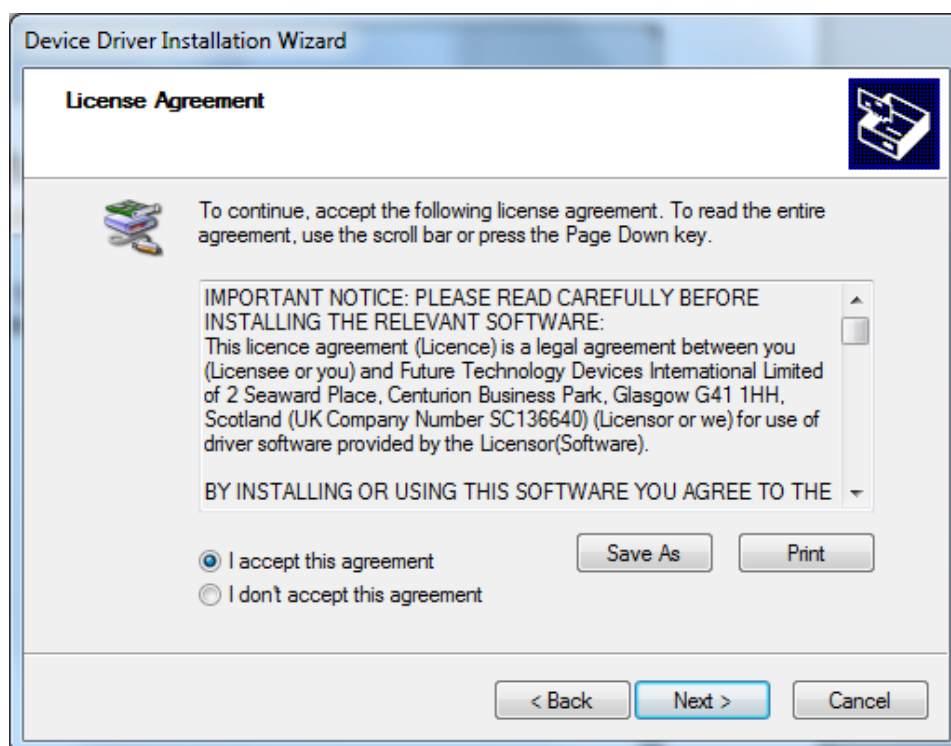 Device Driver Installation Wizard
License Agreement
To continue, accept the following license agreement. To read the entire
agreement, use the scroll bar or press the Page Down key.
IMPORTANT NOTICE: PLEASE READ CAREFULLY BEFORE
INSTALLING THE RELEVANT SOFTWARE:
This licence agreement (Licence) is a legal agreement between you
(Licensee or you) and Future Technology Devices International Limited
of 2 Seaward Place, Centurion Business Park, Glasgow G41 1HH,
Scotland (UK Company Number SC136640) (Licensor or we) for use of
driver software provided by the Licensor(Software).
BY INSTALLING OR USING THIS SOFTWARE YOU AGREE TO THE
I accept this agreement
Save As
Print
I don't accept this agreement
< Back
Next >
Cancel